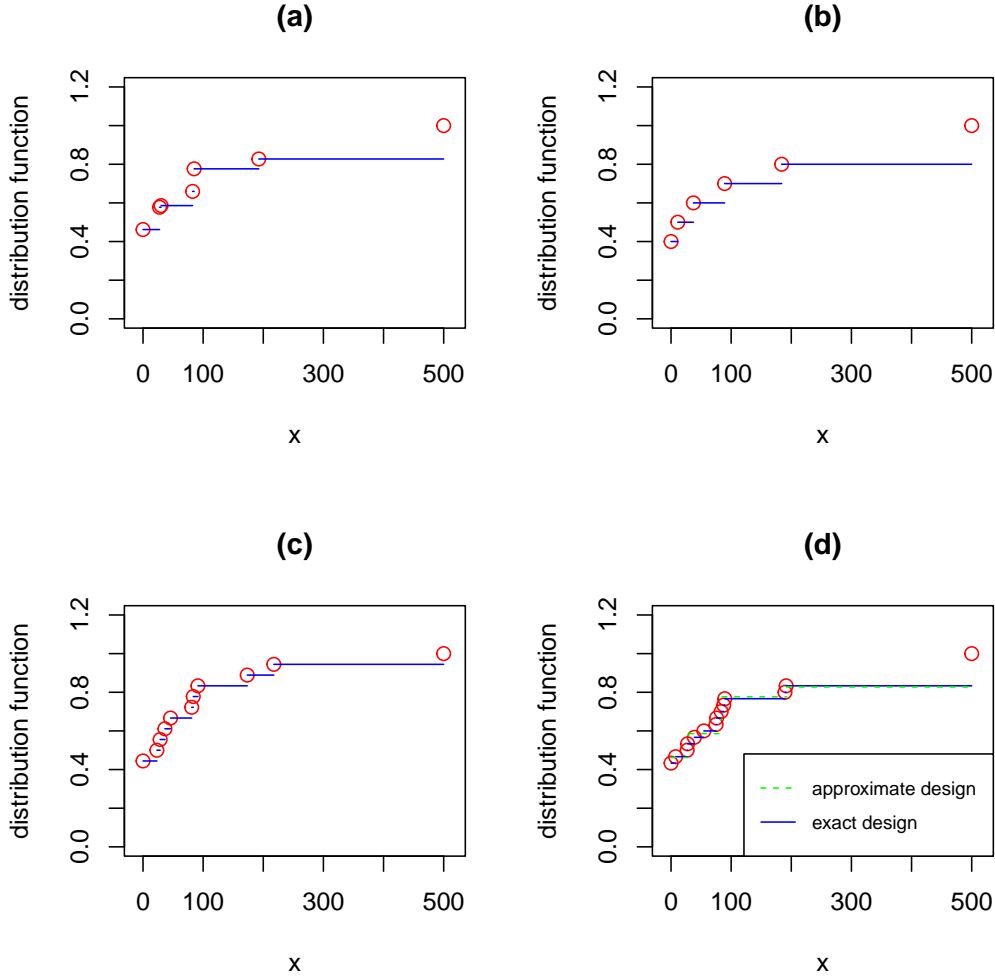 (a)
distribution function
0.0 0.4 0.8 1.2
0 100 300 500
x
(b)
distribution function
0.0 0.4 0.8 1.2
0 100 300 500
x
(c)
distribution function
0.0 0.4 0.8 1.2
0 100 300 500
x
(d)
distribution function
0.0 0.4 0.8 1.2
approximate design
exact design
0 100 300 500
x